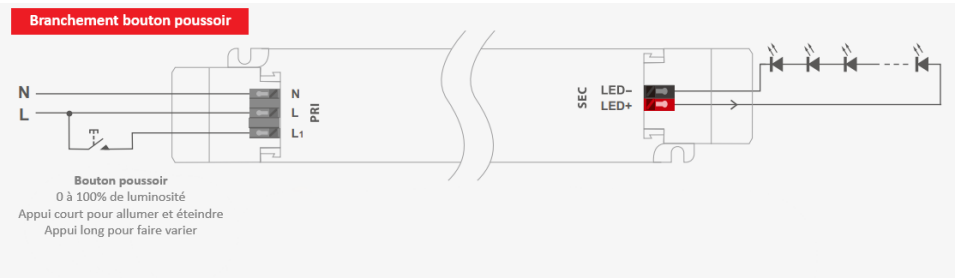 Branchement bouton poussoir
N
L
N
L
L1
PRI
SEC
LED−
LED+
Bouton poussoir
0 à 100% de luminosité
Appui court pour allumer et éteindre
Appui long pour faire varier